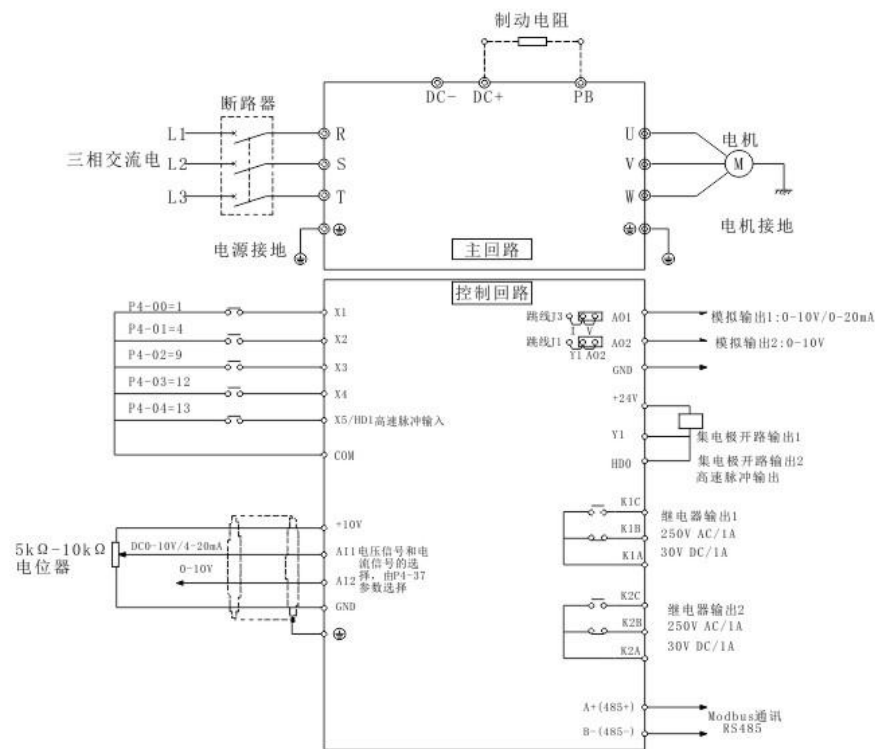 制动电阻
DC-
DC+
PB
断路器
L1
R
U
电机
三相交流电
L2
S
V
M
L3
T
W
电源接地
主回路
电机接地
控制回路
P4-00=1
X1
跳线J3
I V
AO1
模拟输出1:0-10V/0-20mA
P4-01=4
X2
跳线J1
Y1 AO2
AO2
模拟输出2:0-10V
P4-02=9
X3
GND
P4-03=12
X4
+24V
P4-04=13
X5/HDI高速脉冲输入
Y1
集电极开路输出1
COM
HDO
集电极开路输出2
高速脉冲输出
K1C
继电器输出1
K1B
250V AC/1A
K1A
30V DC/1A
+10V
5kΩ-10kΩ
电位器
DC0-10V/4-20mA
AI1
电压信号和电
流信号的选
择，由P4-37
参数选择
0-10V
AI2
GND
K2C
继电器输出2
K2B
250V AC/1A
K2A
30V DC/1A
A+(485+)
Modbus通讯
RS485
B-(485-)